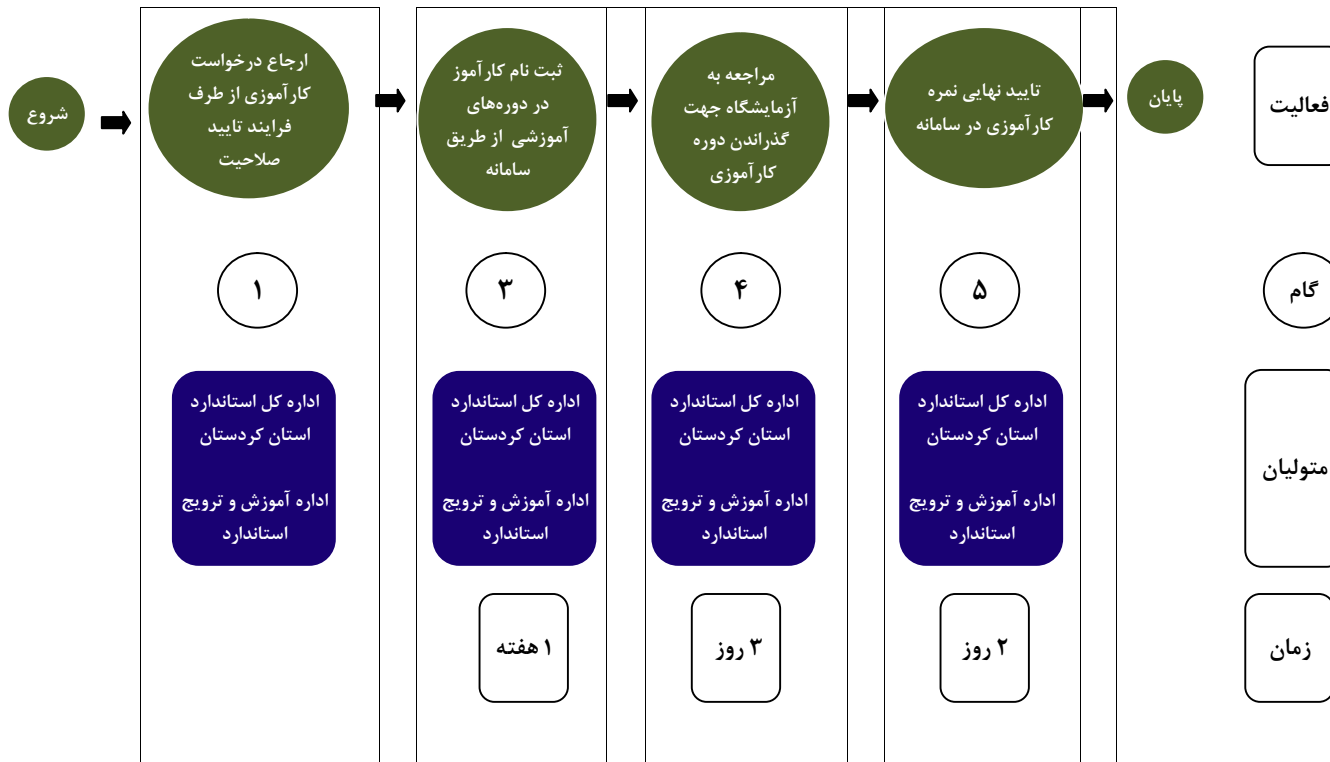 شروع
ارجاع درخواست
کارآموزی از طرف
فرایند تایید
صلاحیت
ثبت نام کارآموز
در دوره‌های
آموزشی از طریق
سامانه
مراجعه به
آزمایشگاه جهت
گذراندن دوره
کارآموزی
تایید نهایی نمره
کارآموزی در سامانه
پایان
فعالیت
۱
۳
۴
۵
گام
اداره کل استاندارد
استان کردستان
اداره آموزش و ترویج
استاندارد
اداره کل استاندارد
استان کردستان
اداره آموزش و ترویج
استاندارد
اداره کل استاندارد
استان کردستان
اداره آموزش و ترویج
استاندارد
اداره کل استاندارد
استان کردستان
اداره آموزش و ترویج
استاندارد
متولیان
۱ هفته
۳ روز
۲ روز
زمان